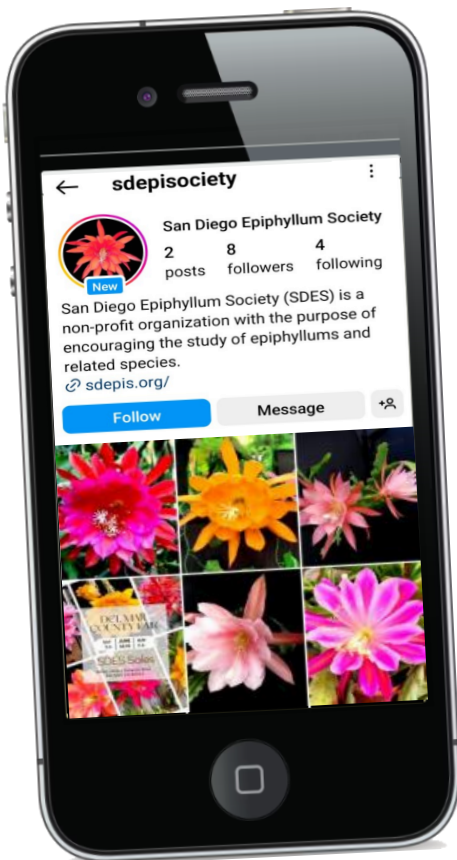 sdepisociety
San Diego Epiphyllum Society
2 8 4
posts followers following
New
San Diego Epiphyllum Society (SDES) is a
non-profit organization with the purpose of
encouraging the study of epiphyllums and
related species.
sdepis.org/
Follow Message
DEL MAR
COUNTY FAIR
JUNE
SDES Sales